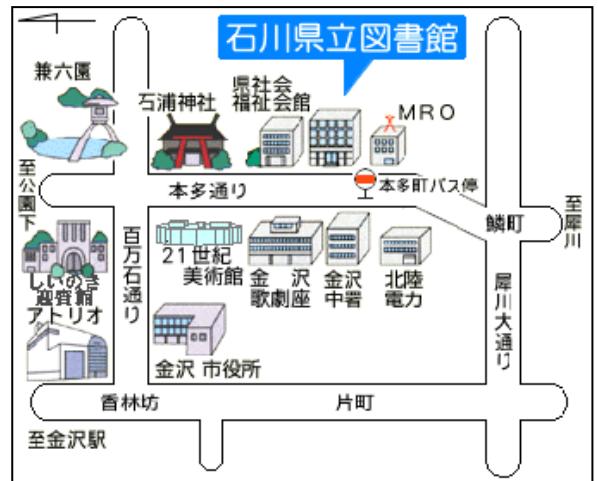 石川県立図書館
兼六園
石浦神社
県社会
福祉会館
MRO
至公園下
本多通り
本多町バス停
鱗町
至犀川
百万石通り
21世紀
美術館
金沢
歌劇座
金沢
中署
北陸
電力
犀川大通り
しいのき
迎賓館
アトリオ
金沢 市役所
香林坊
片町
至金沢駅